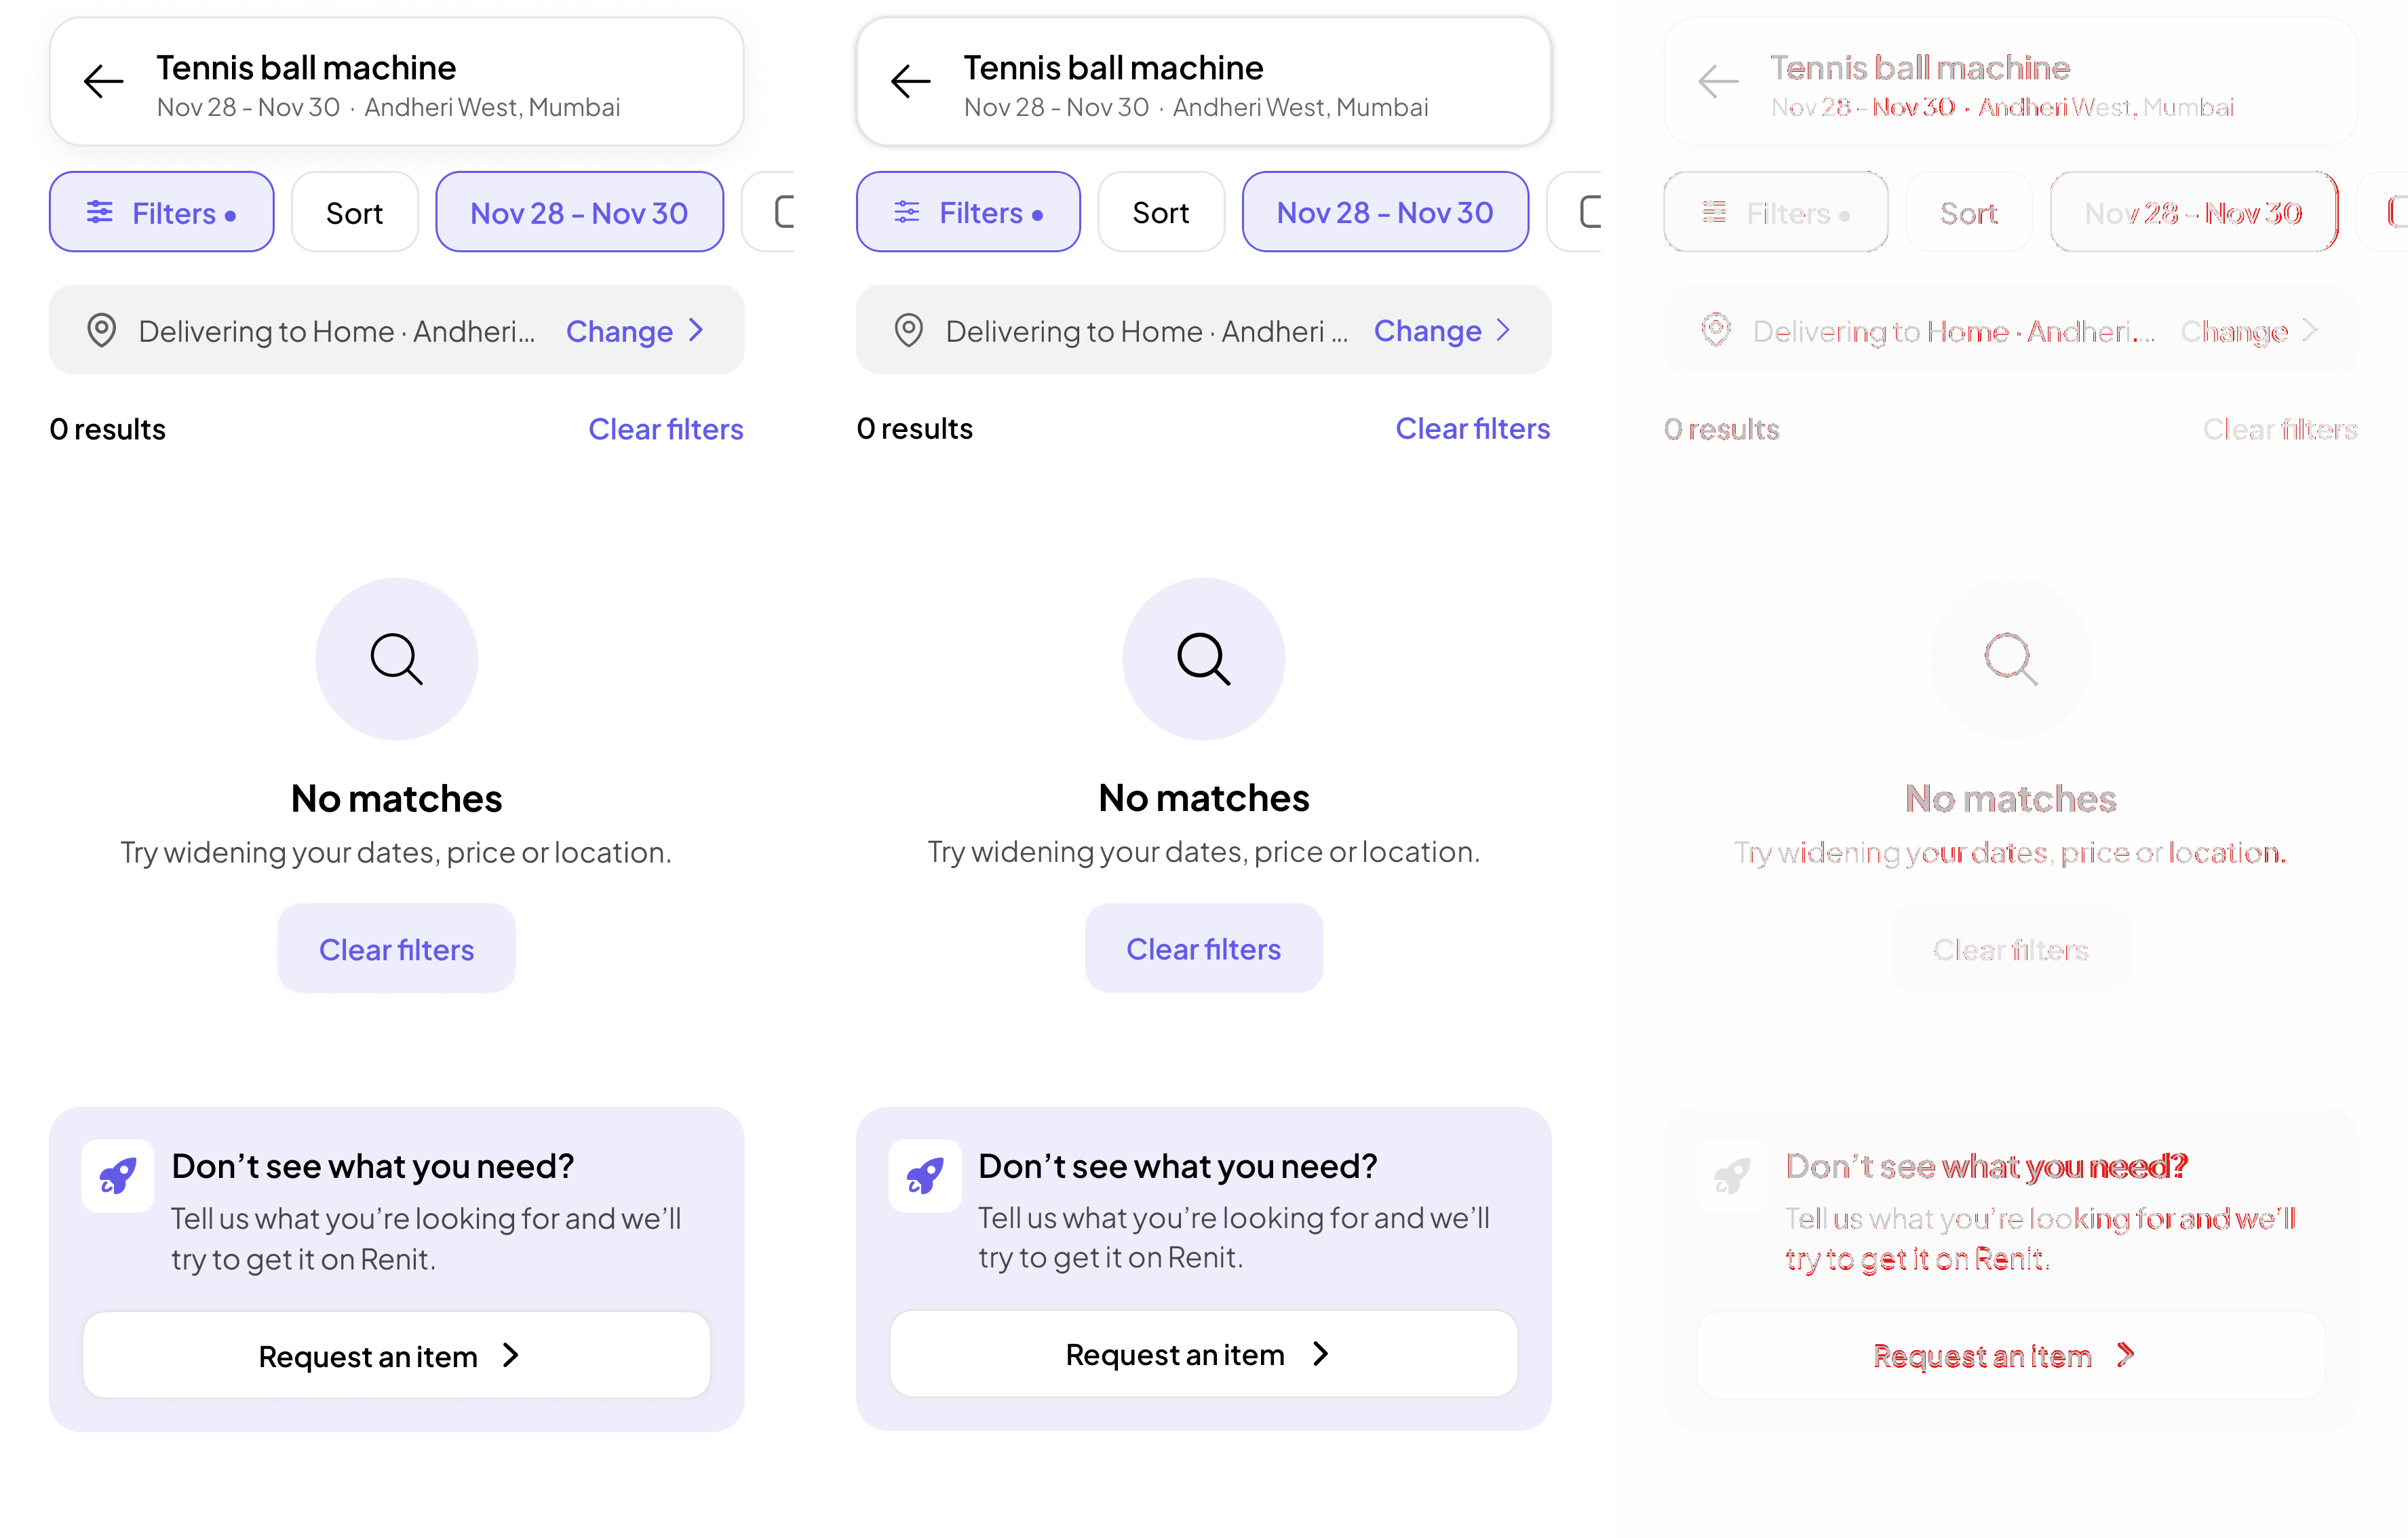 Tennis ball machine
Nov 28 - Nov 30 · Andheri West, Mumbai
Filters •
Sort
Nov 28 - Nov 30
Delivering to Home · Andheri...
Change
0 results
Clear filters
No matches
Try widening your dates, price or location.
Clear filters
Don’t see what you need?
Tell us what you’re looking for and we’ll
try to get it on Renit.
Request an item
Tennis ball machine
Nov 28 - Nov 30 · Andheri West, Mumbai
Filters •
Sort
Nov 28 - Nov 30
Delivering to Home · Andheri ...
Change
0 results
Clear filters
No matches
Try widening your dates, price or location.
Clear filters
Don’t see what you need?
Tell us what you’re looking for and we’ll
try to get it on Renit.
Request an item
Tennis ball machine
Nov 28 - Nov 30 · Andheri West, Mumbai
Filters •
Sort
Nov 28 - Nov 30
Delivering to Home · Andheri...
Change
0 results
Clear filters
No matches
Try widening your dates, price or location.
Clear filters
Don’t see what you need?
Tell us what you’re looking for and we’ll
try to get it on Renit.
Request an item